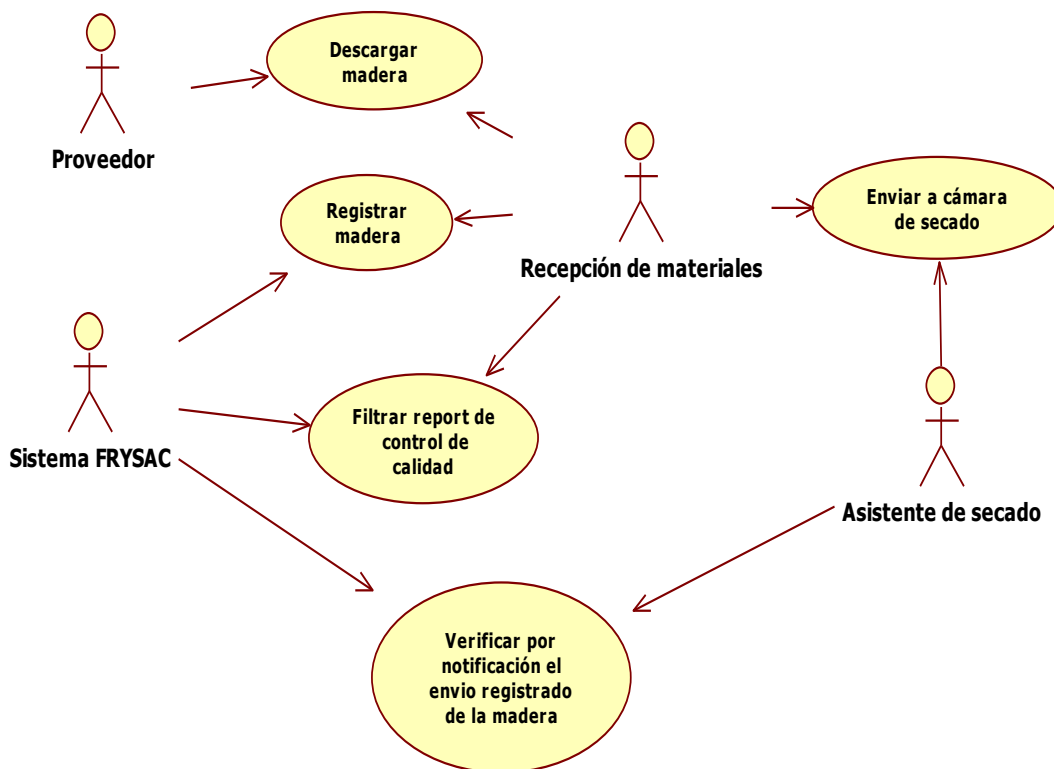 Descargar
madera
Proveedor
Registrar
madera
Recepción de materiales
Enviar a cámara
de secado
Sistema FRYSAC
Filtrar report de
control de
calidad
Asistente de secado
Verificar por
notificación el
envio registrado
de la madera